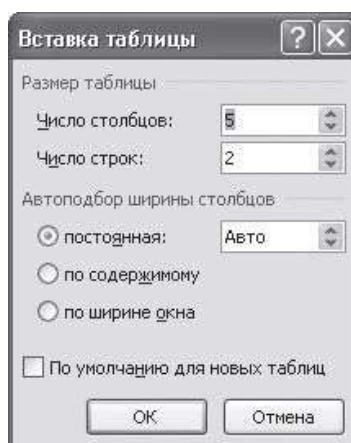 Вставка таблицы
Размер таблицы
Число столбцов: 5
Число строк: 2
Автоподбор ширины столбцов
постоянная: Авто
по содержимому
по ширине окна
По умолчанию для новых таблиц
ОК Отмена